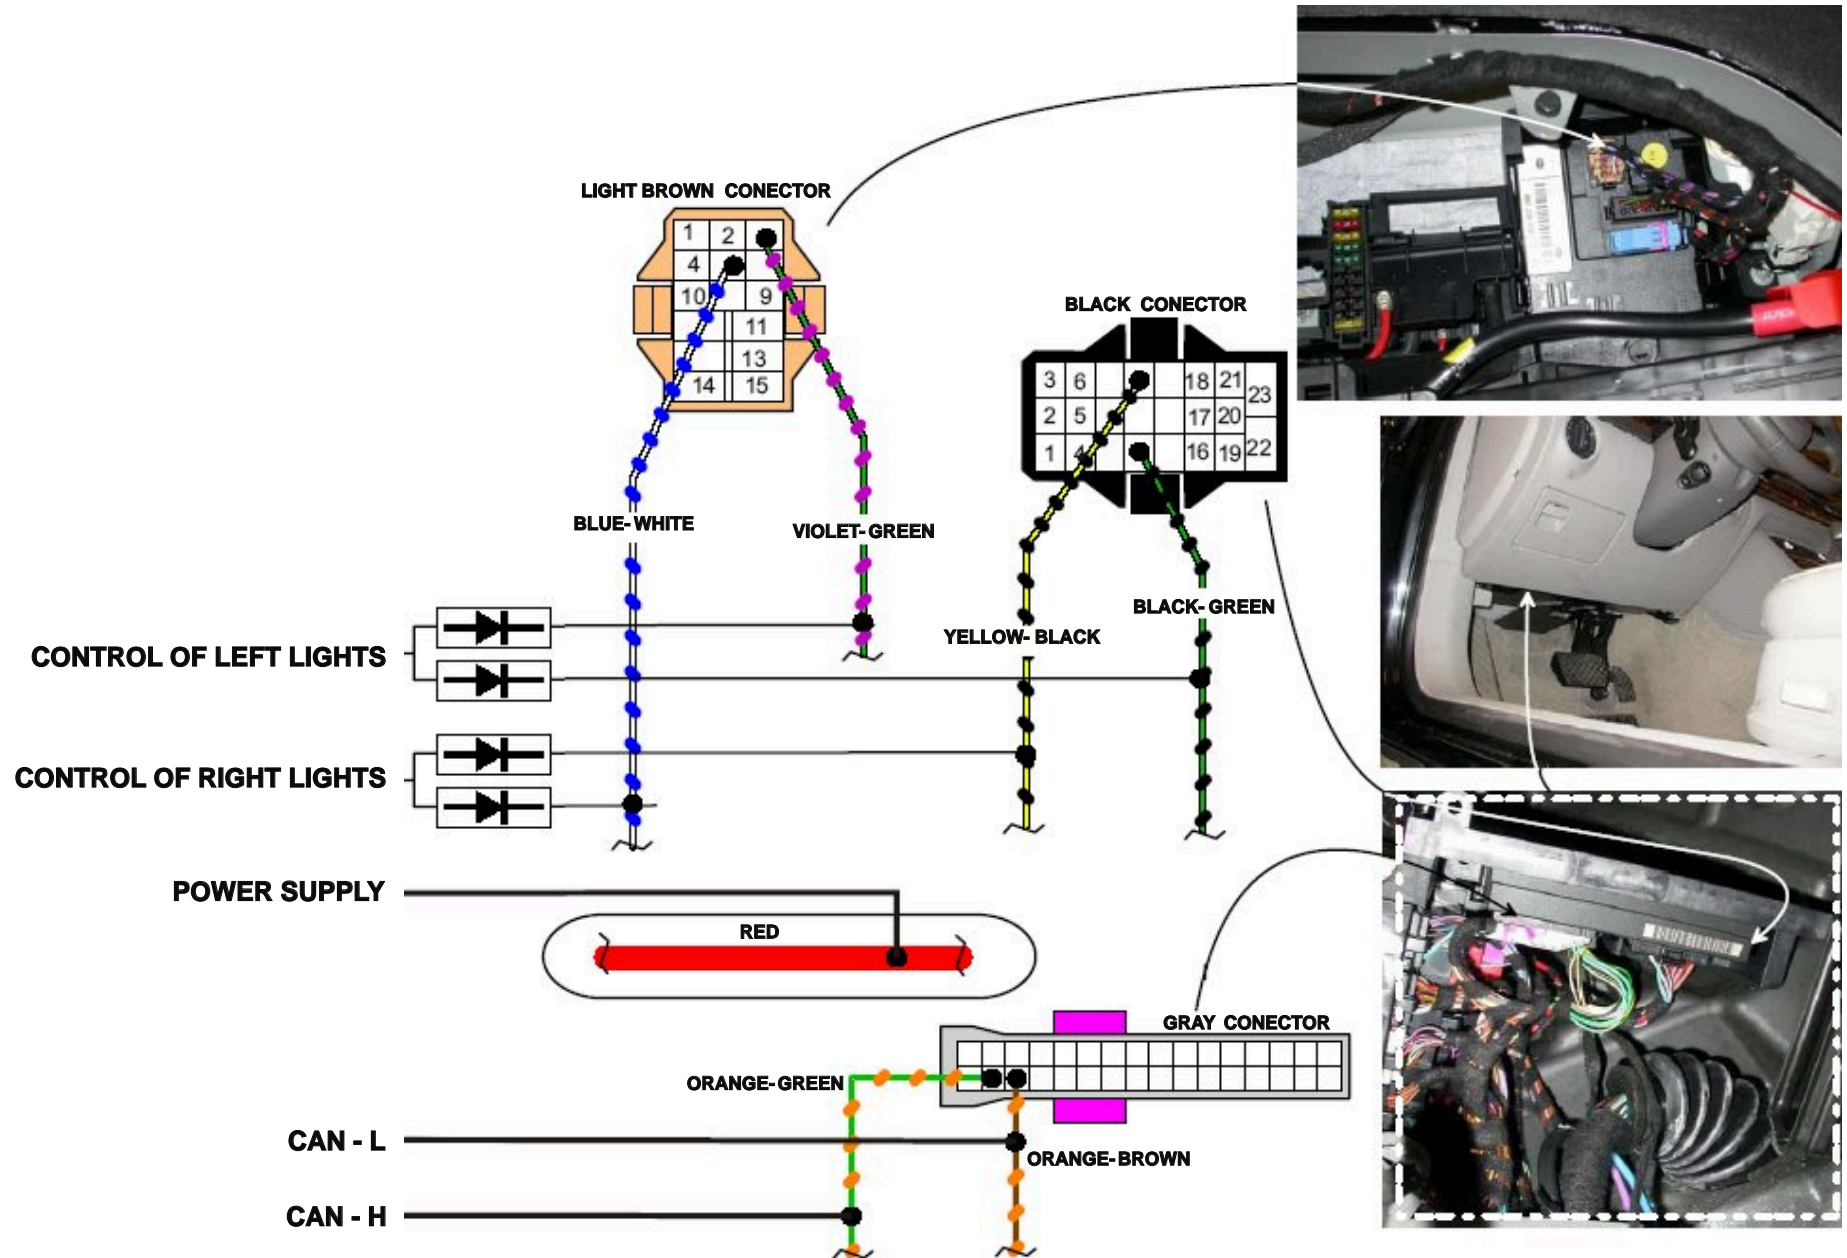 LIGHT BROWN CONECTOR
1 2
4
10 9
11
13
14 15
BLACK CONECTOR
3 6 18 21 23
2 5 17 20
1 4 16 19 22
BLUE-WHITE
VIOLET-GREEN
BLACK-GREEN
YELLOW-BLACK
CONTROL OF LEFT LIGHTS
CONTROL OF RIGHT LIGHTS
POWER SUPPLY
RED
GRAY CONECTOR
ORANGE-GREEN
CAN - L
ORANGE-BROWN
CAN - H